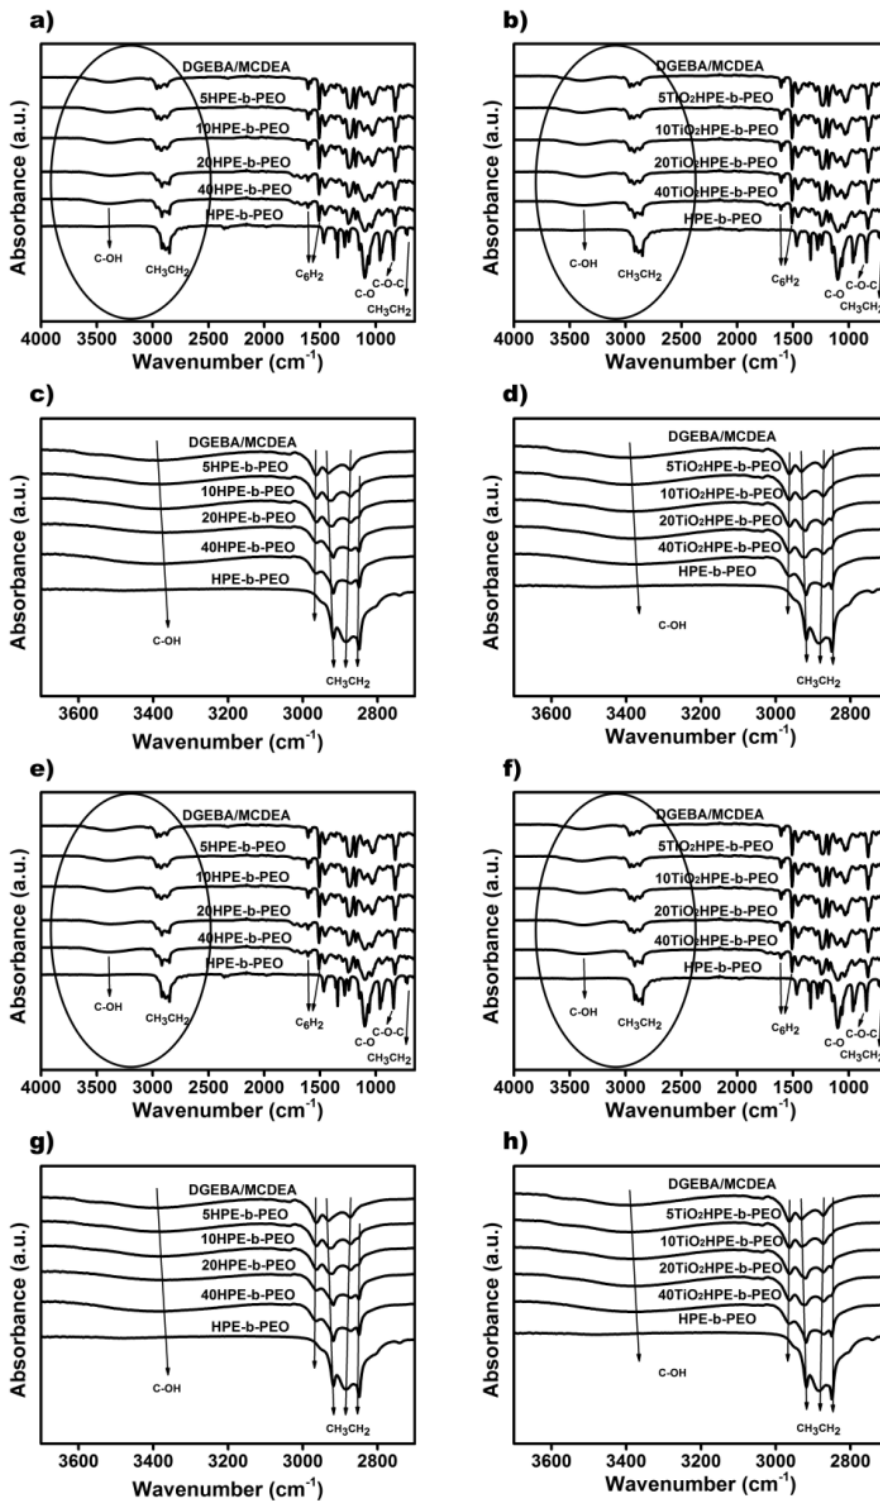 a)
Absorbance (a.u.)
DGEBA/MCDEA
5HPE-b-PEO
10HPE-b-PEO
20HPE-b-PEO
40HPE-b-PEO
HPE-b-PEO
C-OH
CH₃CH₂
C₆H₂
C-O
C-O-C
CH₃CH₂
4000 3500 3000 2500 2000 1500 1000
Wavenumber (cm⁻¹)
b)
Absorbance (a.u.)
DGEBA/MCDEA
5TiO₂HPE-b-PEO
10TiO₂HPE-b-PEO
20TiO₂HPE-b-PEO
40TiO₂HPE-b-PEO
HPE-b-PEO
C-OH
CH₃CH₂
C₆H₂
C-O
C-O-C
CH₃CH₂
4000 3500 3000 2500 2000 1500 1000
Wavenumber (cm⁻¹)
c)
Absorbance (a.u.)
DGEBA/MCDEA
5HPE-b-PEO
10HPE-b-PEO
20HPE-b-PEO
40HPE-b-PEO
HPE-b-PEO
C-OH
CH₃CH₂
3600 3400 3200 3000 2800
Wavenumber (cm⁻¹)
d)
Absorbance (a.u.)
DGEBA/MCDEA
5TiO₂HPE-b-PEO
10TiO₂HPE-b-PEO
20TiO₂HPE-b-PEO
40TiO₂HPE-b-PEO
HPE-b-PEO
C-OH
CH₃CH₂
3600 3400 3200 3000 2800
Wavenumber (cm⁻¹)
e)
Absorbance (a.u.)
DGEBA/MCDEA
5HPE-b-PEO
10HPE-b-PEO
20HPE-b-PEO
40HPE-b-PEO
HPE-b-PEO
C-OH
CH₃CH₂
C₆H₂
C-O
C-O-C
CH₃CH₂
4000 3500 3000 2500 2000 1500 1000
Wavenumber (cm⁻¹)
f)
Absorbance (a.u.)
DGEBA/MCDEA
5TiO₂HPE-b-PEO
10TiO₂HPE-b-PEO
20TiO₂HPE-b-PEO
40TiO₂HPE-b-PEO
HPE-b-PEO
C-OH
CH₃CH₂
C₆H₂
C-O
C-O-C
CH₃CH₂
4000 3500 3000 2500 2000 1500 1000
Wavenumber (cm⁻¹)
g)
Absorbance (a.u.)
DGEBA/MCDEA
5HPE-b-PEO
10HPE-b-PEO
20HPE-b-PEO
40HPE-b-PEO
HPE-b-PEO
C-OH
CH₃CH₂
3600 3400 3200 3000 2800
Wavenumber (cm⁻¹)
h)
Absorbance (a.u.)
DGEBA/MCDEA
5TiO₂HPE-b-PEO
10TiO₂HPE-b-PEO
20TiO₂HPE-b-PEO
40TiO₂HPE-b-PEO
HPE-b-PEO
C-OH
CH₃CH₂
3600 3400 3200 3000 2800
Wavenumber (cm⁻¹)